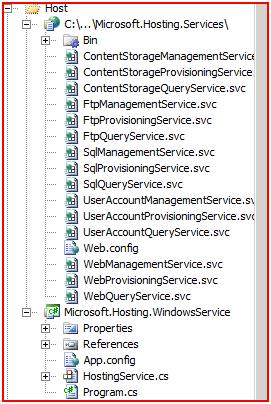 Host
C:\...\Microsoft.Hosting.Services\
Bin
ContentStorageManagementService
ContentStorageProvisioningService.
ContentStorageQueryService.svc
FtpManagementService.svc
FtpProvisioningService.svc
FtpQueryService.svc
SqlManagementService.svc
SqlProvisioningService.svc
SqlQueryService.svc
UserAccountManagementService.sv
UserAccountProvisioningService.svc
UserAccountQueryService.svc
Web.config
WebManagementService.svc
WebProvisioningService.svc
WebQueryService.svc
Microsoft.Hosting.WindowsService
Properties
References
App.config
HostingService.cs
Program.cs